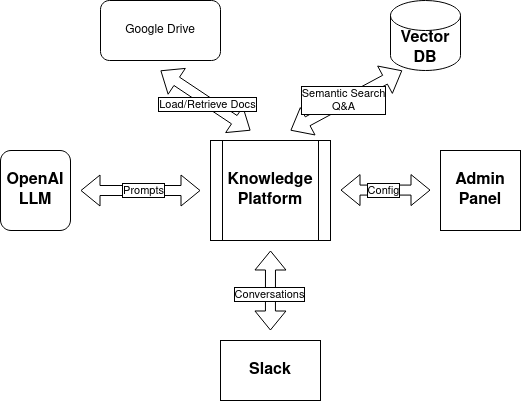 Google Drive
Vector
DB
Load/Retrieve Docs
Semantic Search
Q&A
OpenAI
LLM
Prompts
Knowledge
Platform
Config
Admin
Panel
Conversations
Slack